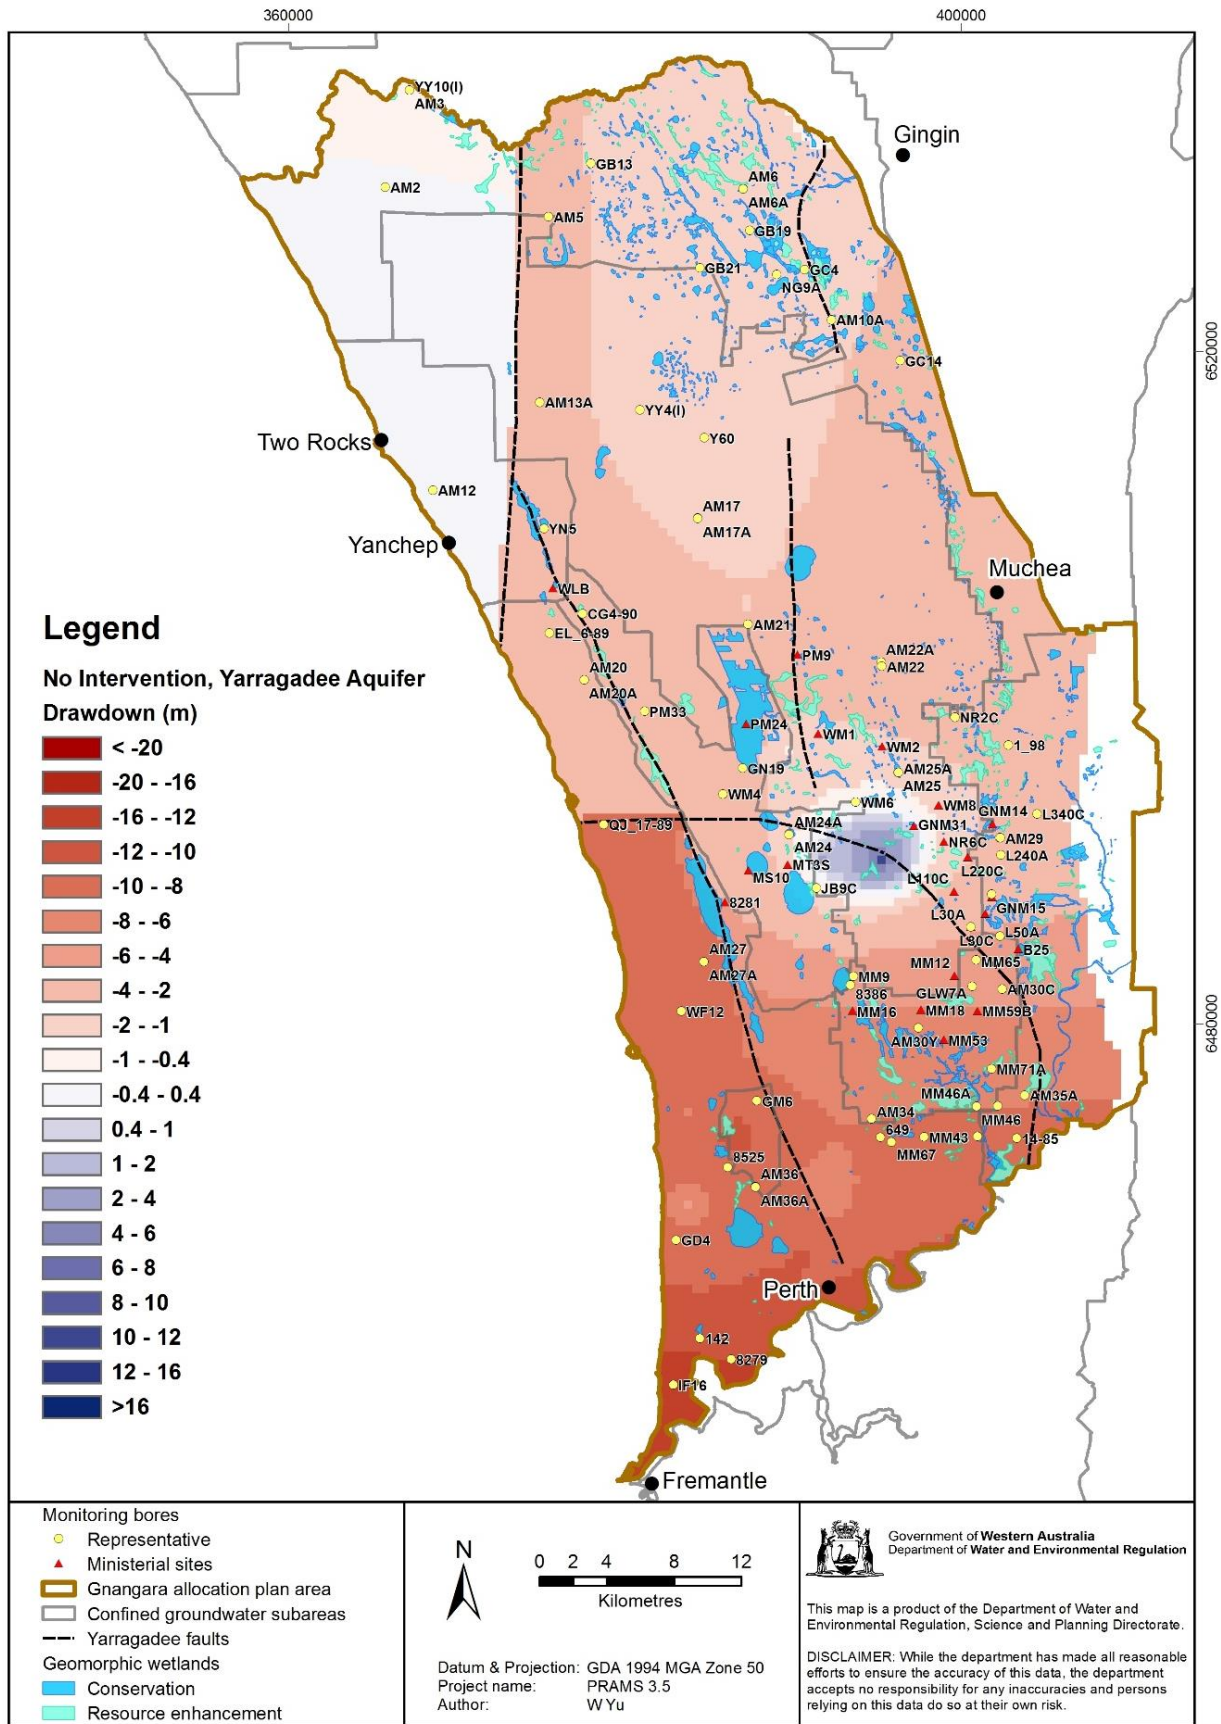 360000
400000
YY10(I)
AM3
Gingin
GB13
AM2
AM6
AM6A
AM5
GB19
GB21
GC4
NG9A
AM10A
6520000
GC14
AM13A
YY4(I)
Two Rocks
Y60
AM12
AM17
AM17A
YN5
Yanchep
Muchea
WLB
CG4-90
AM21
EL_6-89
Legend
PM9
AM22A
AM22
No Intervention, Yarragadee Aquifer
AM20
AM20A
Drawdown (m)
PM33
NR2C
PM24
WM1
WM2
1_98
< -20
GN19
AM25A
AM25
-20 - -16
WM4
WM6
WM8
GNM14
L340C
-16 - -12
QJ_17-89
AM24A
AM24
GNM31
NR6C
AM29
L240A
-12 - -10
MS10
MT3S
L110C
L220C
-10 - -8
JB9C
8281
GNM15
L30A
-8 - -6
L90C
L50A
B25
-6 - -4
AM27
AM27A
MM12
MM65
MM9
8386
GLW7A
AM30C
-4 - -2
WF12
MM16
MM18
MM59B
6480000
-2 - -1
AM30Y
MM53
-1 - -0.4
MM71A
-0.4 - 0.4
GM6
MM46A
AM35A
AM34
MM46
0.4 - 1
649
MM43
14-85
MM67
1 - 2
8525
AM36
AM36A
2 - 4
4 - 6
GD4
6 - 8
Perth
8 - 10
10 - 12
142
8279
12 - 16
IF16
>16
Fremantle
Monitoring bores
Representative
Ministerial sites
Gnangara allocation plan area
Confined groundwater subareas
Yarragadee faults
Geomorphic wetlands
Conservation
Resource enhancement
N
0 2 4 8 12
Kilometres
Datum & Projection: GDA 1994 MGA Zone 50
Project name: PRAMS 3.5
Author: W Yu
Government of Western Australia
Department of Water and Environmental Regulation
This map is a product of the Department of Water and
Environmental Regulation, Science and Planning Directorate.
DISCLAIMER: While the department has made all reasonable
efforts to ensure the accuracy of this data, the department
accepts no responsibility for any inaccuracies and persons
relying on this data do so at their own risk.